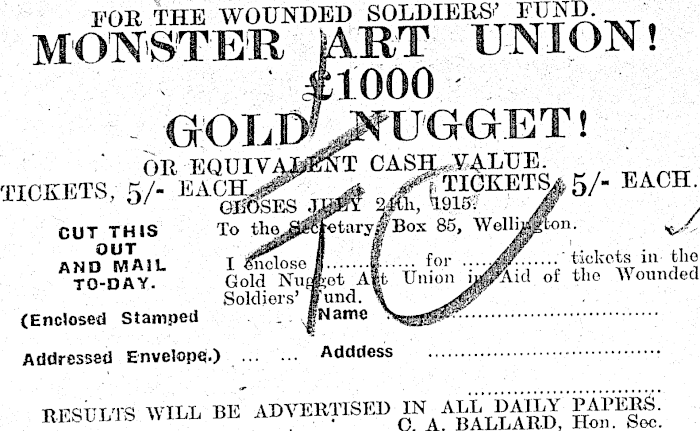 FOR THE WOUNDED SOLDIERS' FUND.
MONSTER ART UNION!
£1000
GOLD NUGGET!
OR EQUIVALENT CASH VALUE.
TICKETS, 5/- EACH. TICKETS, 5/- EACH.
CLOSES JULY 24th, 1915.
CUT THIS
OUT
AND MAIL
TO-DAY.
To the Secretary, Box 85, Wellington.
I enclose .............. for .............. tickets in the
Gold Nugget Art Union in Aid of the Wounded
Soldiers' Fund.
(Enclosed Stamped Name ....................................
Addressed Envelope.) ... ... Adddess ....................................
....................................
RESULTS WILL BE ADVERTISED IN ALL DAILY PAPERS.
C. A. BALLARD, Hon. Sec.